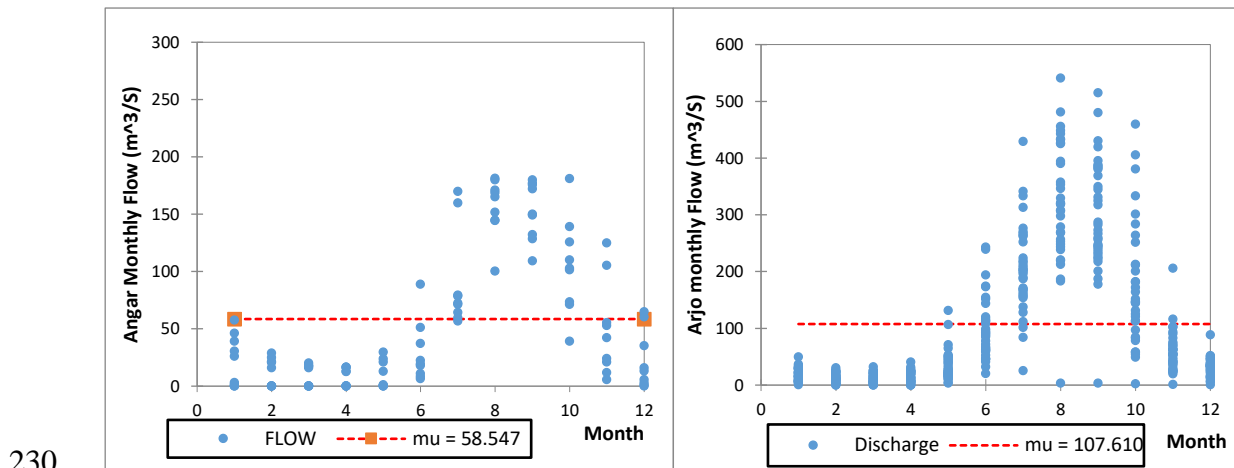 Angar Monthly Flow (m^3/S)
300
250
200
150
100
50
0
0 2 4 6 8 10 12
FLOW mu = 58.547 Month
Arjo monthly Flow (m^3/S)
600
500
400
300
200
100
0
0 2 4 6 8 10 12
Discharge mu = 107.610 Month
230